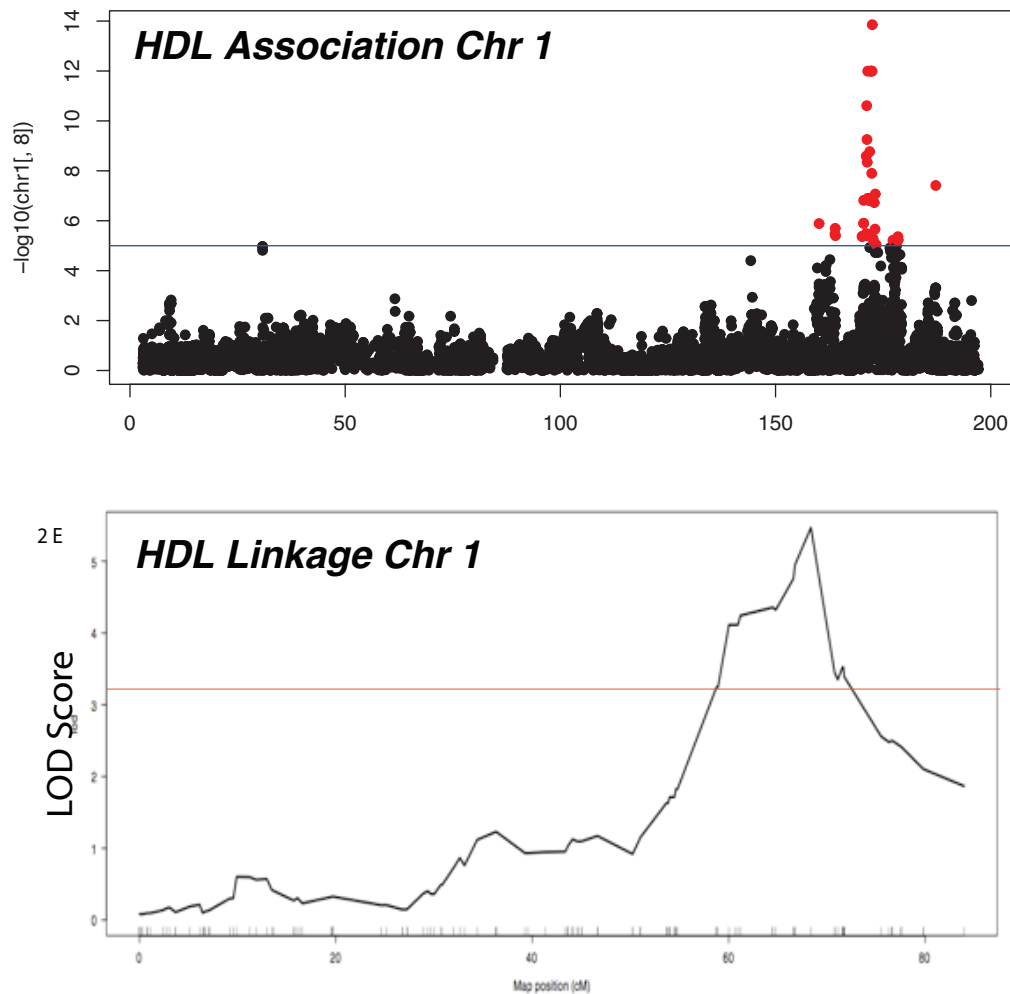 HDL Association Chr 1
−log10(chr1[, 8])
14
12
10
8
6
4
2
0
0 50 100 150 200
2 E
HDL Linkage Chr 1
LOD Score
5
4
3
2
1
0
0 20 40 60 80
Map position (cM)